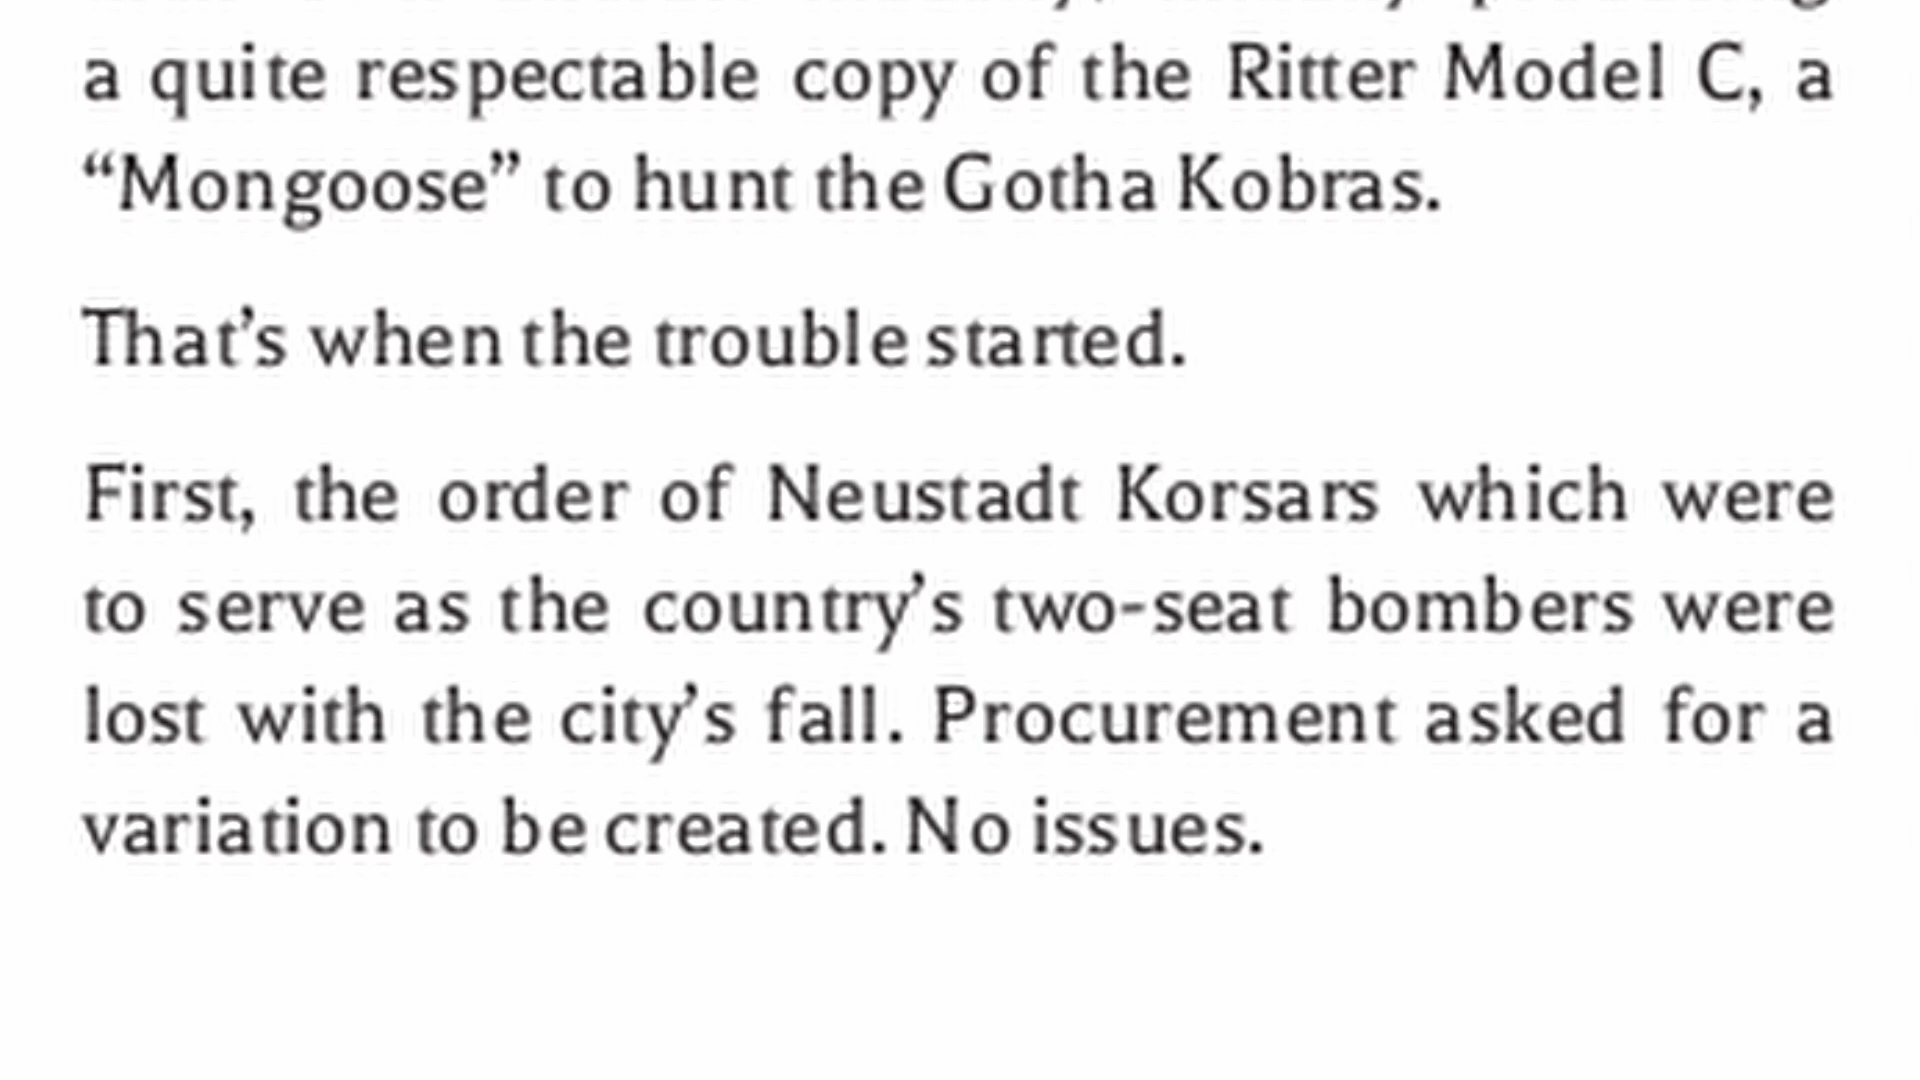 a quite respectable copy of the Ritter Model C, a
“Mongoose” to hunt the Gotha Kobras.
That’s when the trouble started.
First, the order of Neustadt Korsars which were
to serve as the country’s two-seat bombers were
lost with the city’s fall. Procurement asked for a
variation to be created. No issues.